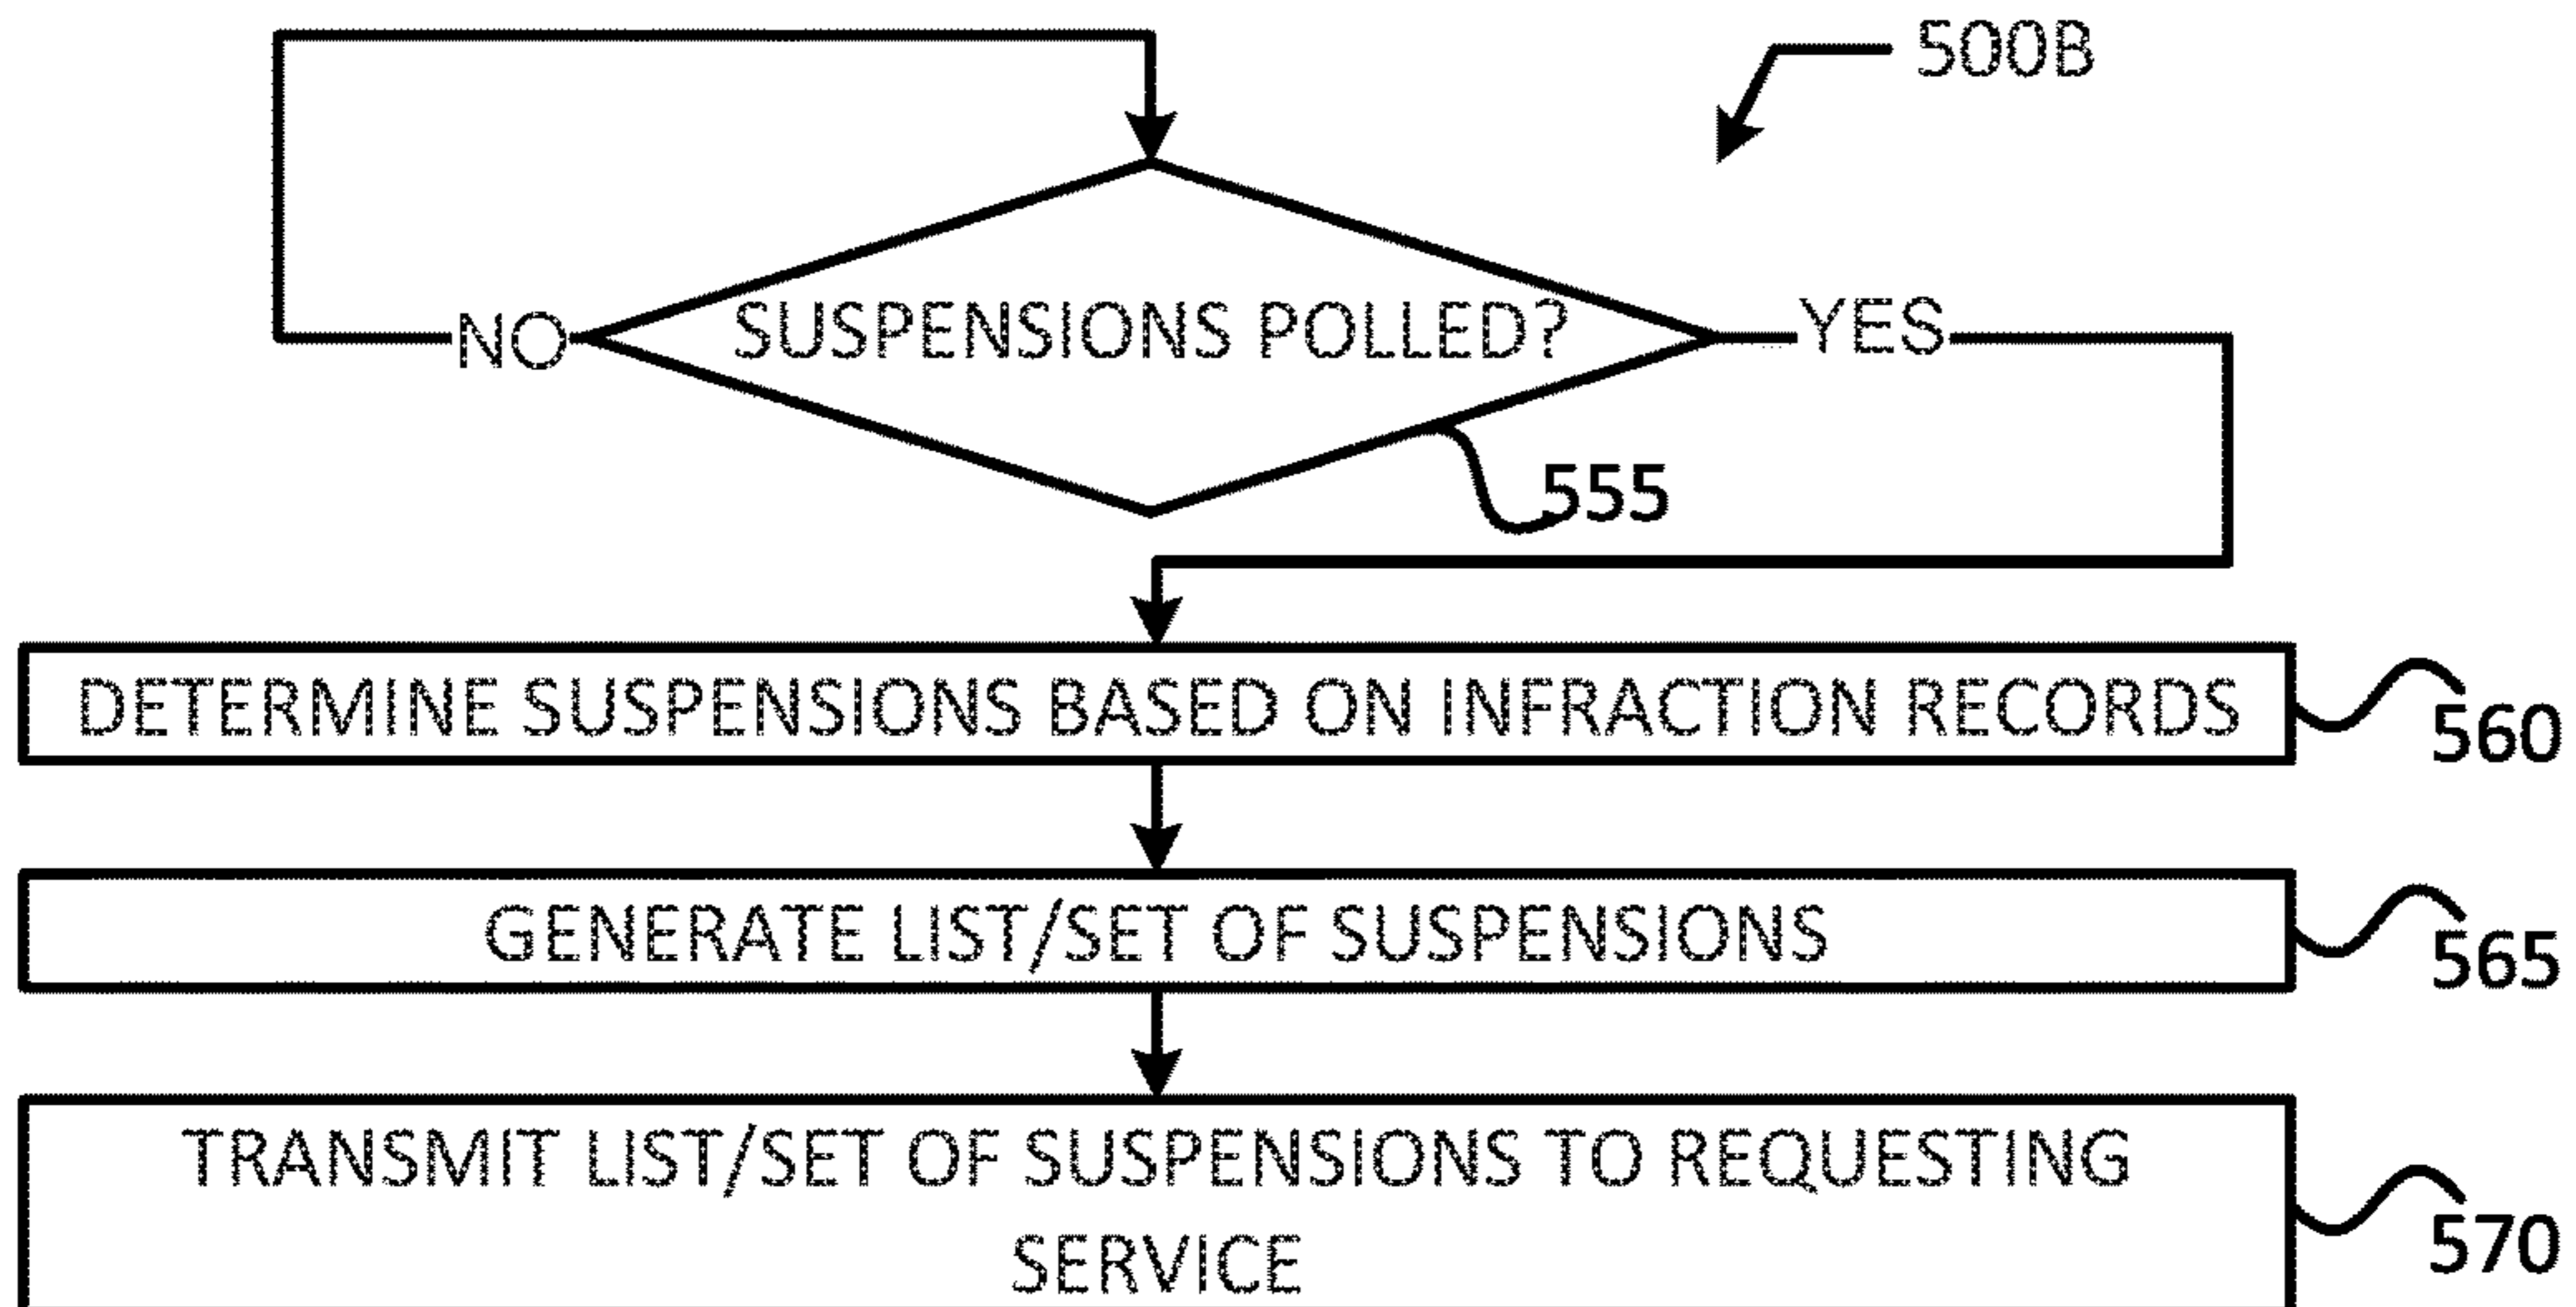 500B
SUSPENSIONS POLLED?
NO
YES
555
DETERMINE SUSPENSIONS BASED ON INFRACTION RECORDS
560
GENERATE LIST/SET OF SUSPENSIONS
565
TRANSMIT LIST/SET OF SUSPENSIONS TO REQUESTING
SERVICE
570